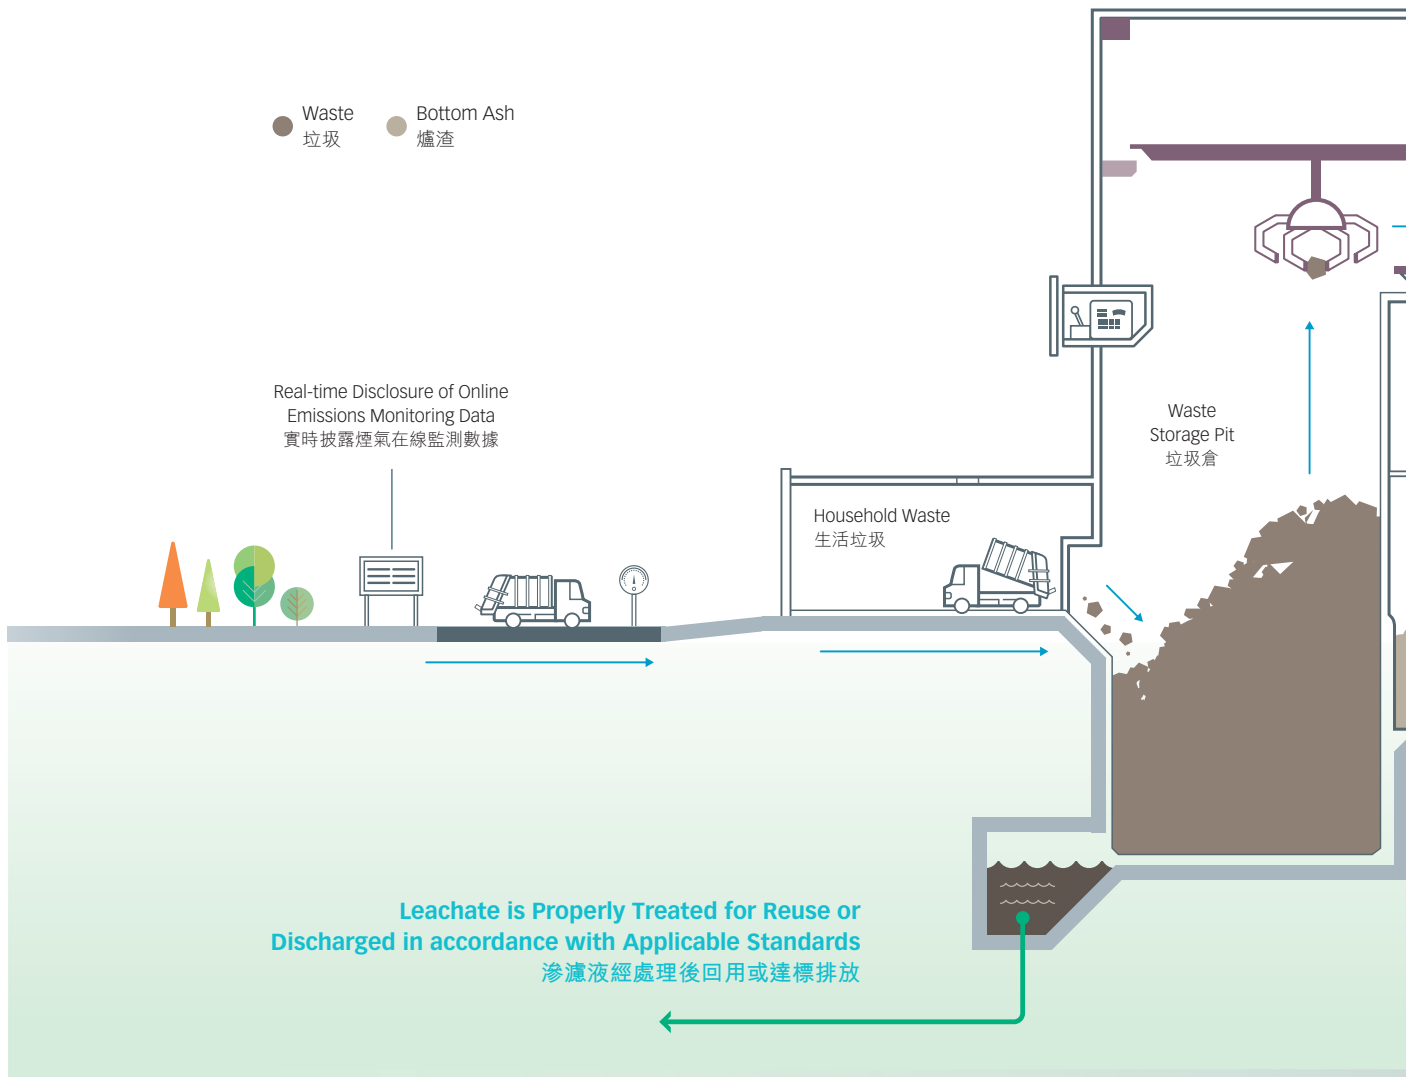 Waste
垃圾
Bottom Ash
爐渣
Real-time Disclosure of Online
Emissions Monitoring Data
實時披露煙氣在線監測數據
Waste
Storage Pit
垃圾倉
Household Waste
生活垃圾
Leachate is Properly Treated for Reuse or
Discharged in accordance with Applicable Standards
滲濾液經處理後回用或達標排放